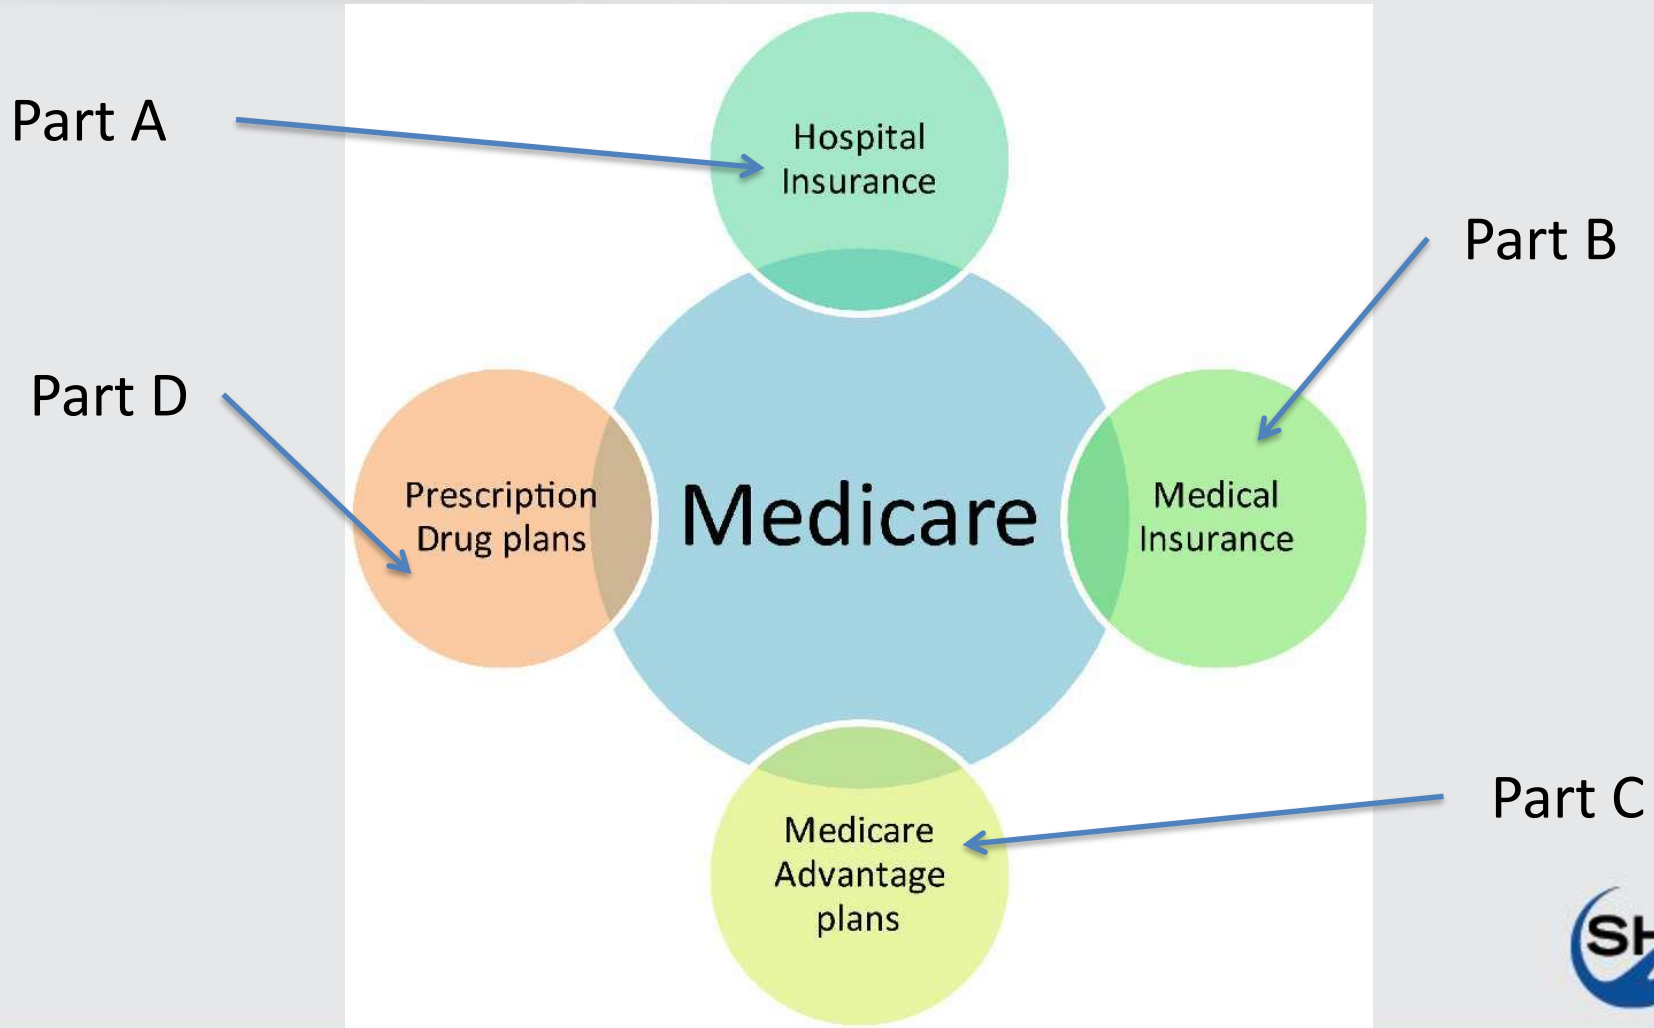 Part A
Hospital
Insurance
Part B
Part D
Prescription
Drug plans
Medicare
Medical
Insurance
Part C
Medicare
Advantage
plans